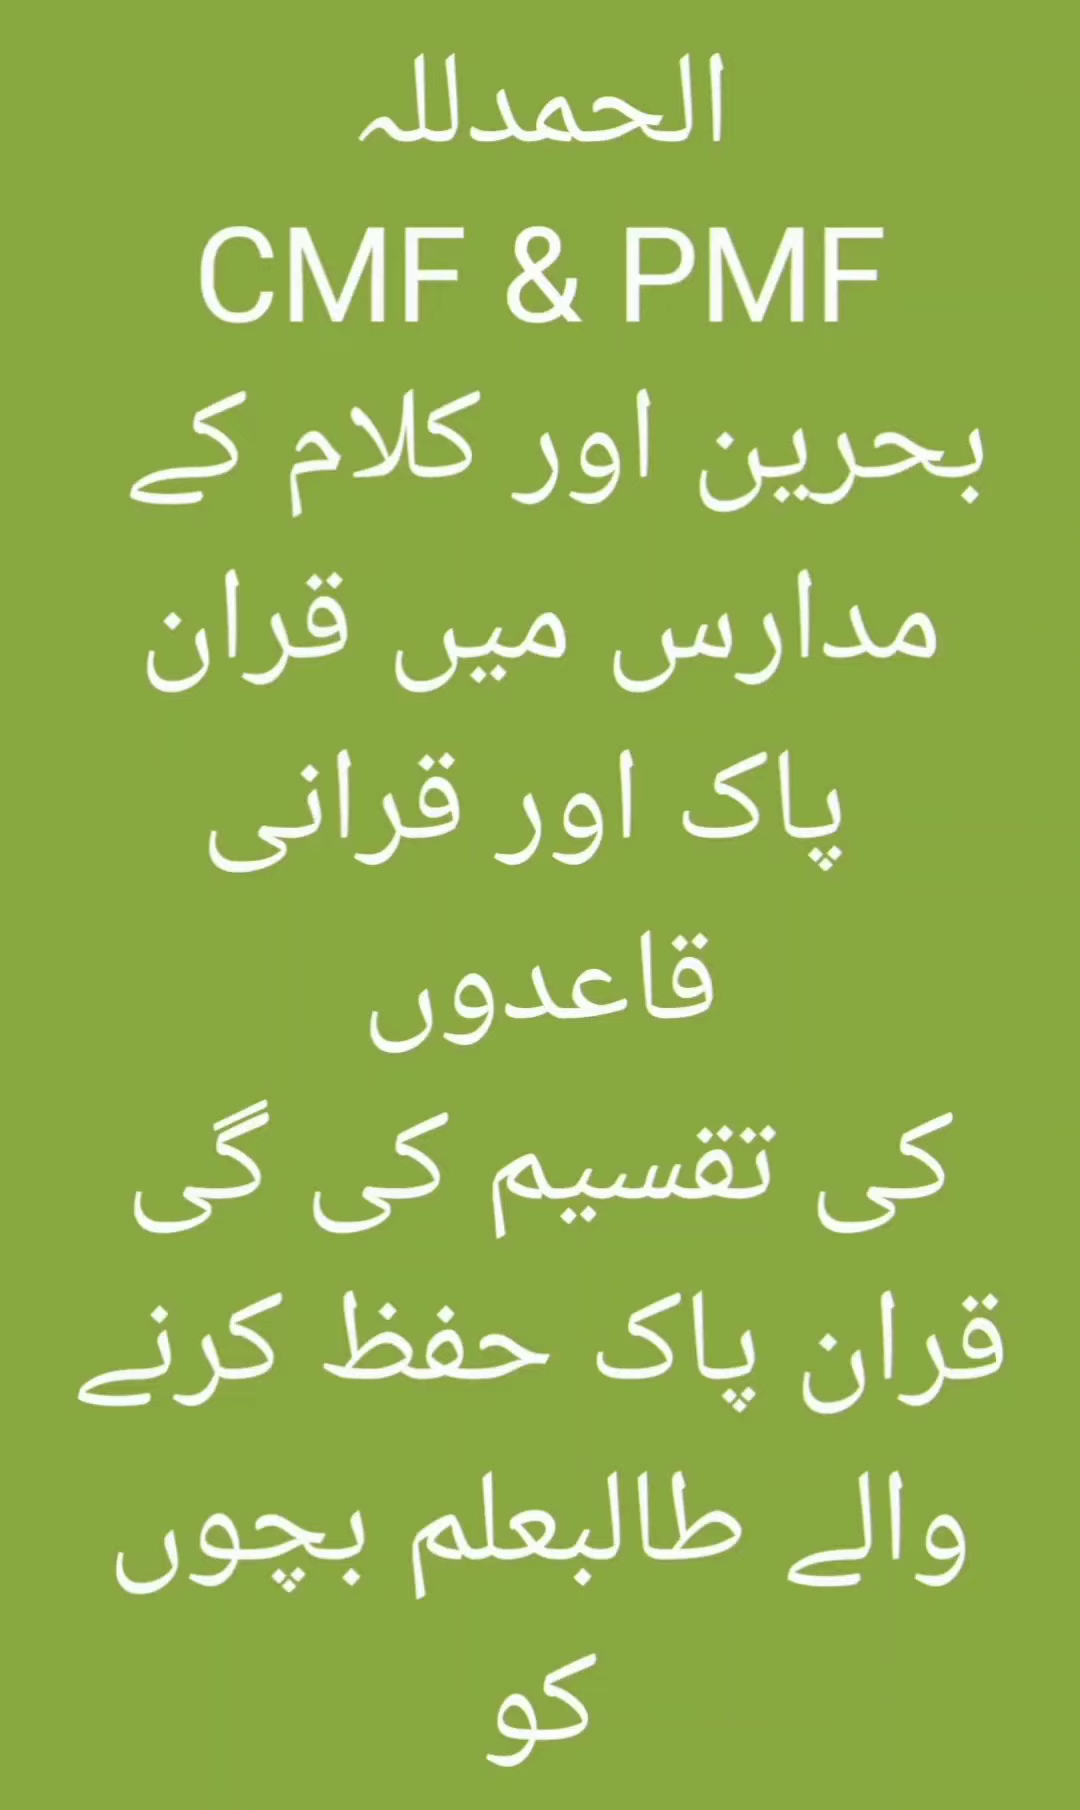 الحمدللہ
CMF & PMF
بحرین اور کلام کے
مدارس میں قران
پاک اور قرانی
قاعدوں
کی تقسیم کی گی
قران پاک حفظ کرنے
والے طالبعلم بچوں
کو